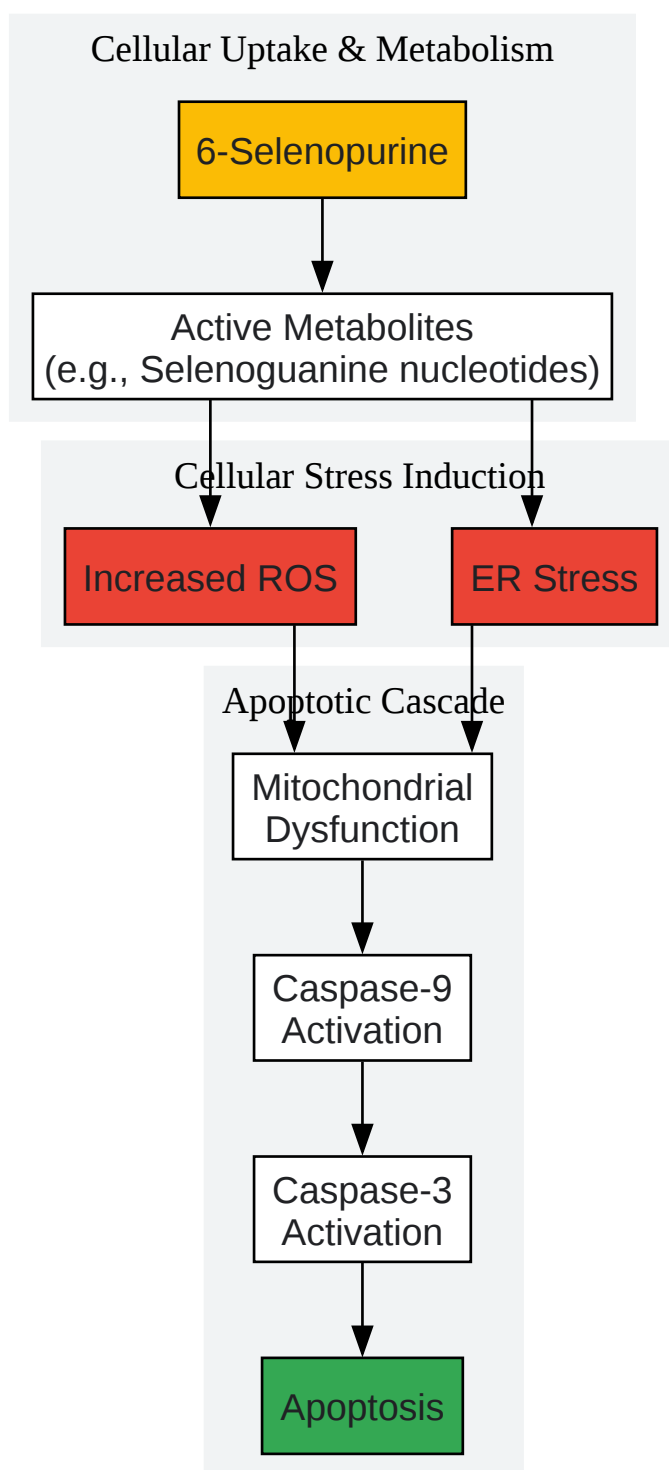 Cellular Uptake & Metabolism
6-Selenopurine
Active Metabolites
(e.g., Selenoguanine nucleotides)
Cellular Stress Induction
Increased ROS
ER Stress
Apoptotic Cascade
Mitochondrial
Dysfunction
Caspase-9
Activation
Caspase-3
Activation
Apoptosis